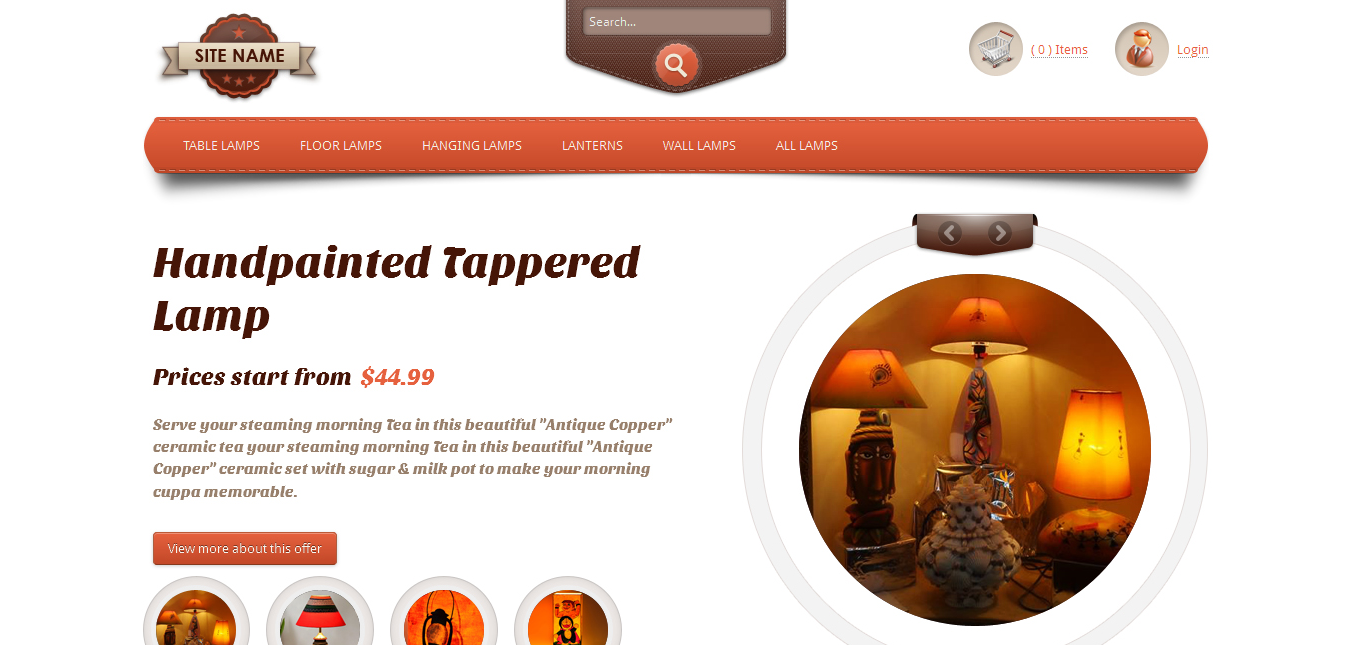 SITE NAME
Search...
( 0 ) Items
Login
TABLE LAMPS
FLOOR LAMPS
HANGING LAMPS
LANTERNS
WALL LAMPS
ALL LAMPS
Handpainted Tappered
Lamp
Prices start from $44.99
Serve your steaming morning Tea in this beautiful "Antique Copper"
ceramic tea your steaming morning Tea in this beautiful "Antique
Copper" ceramic set with sugar & milk pot to make your morning
cuppa memorable.
View more about this offer